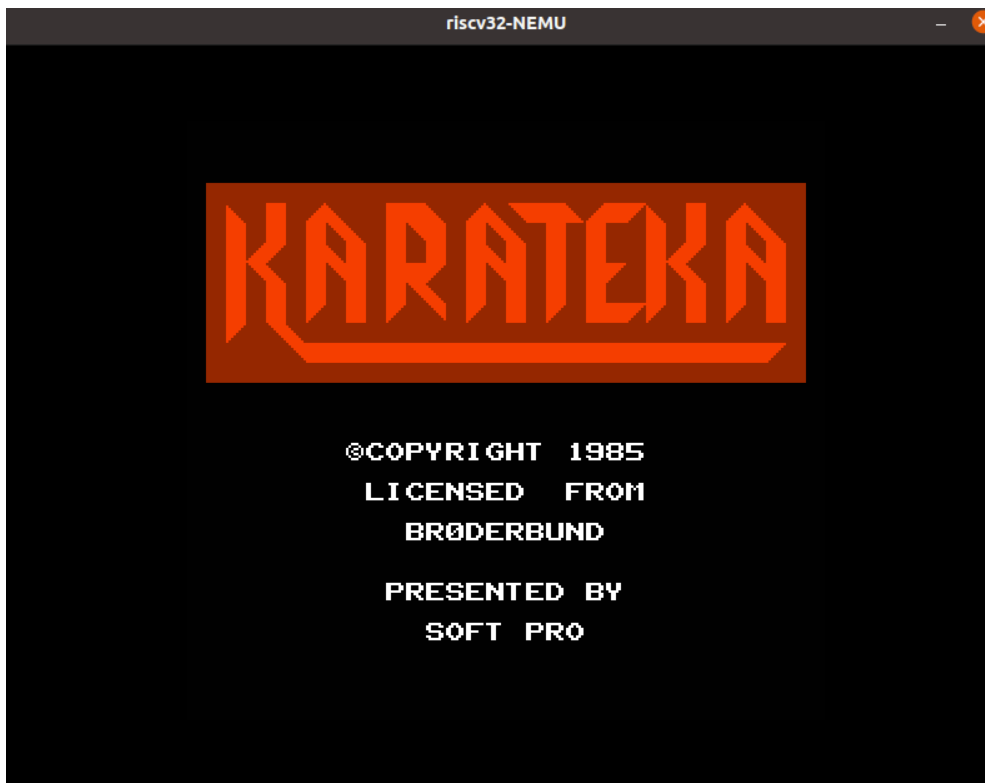 riscv32-NEMU
KARATEKA
©COPYRIGHT 1985
LICENSED FROM
BRØDERBUND
PRESENTED BY
SOFT PRO